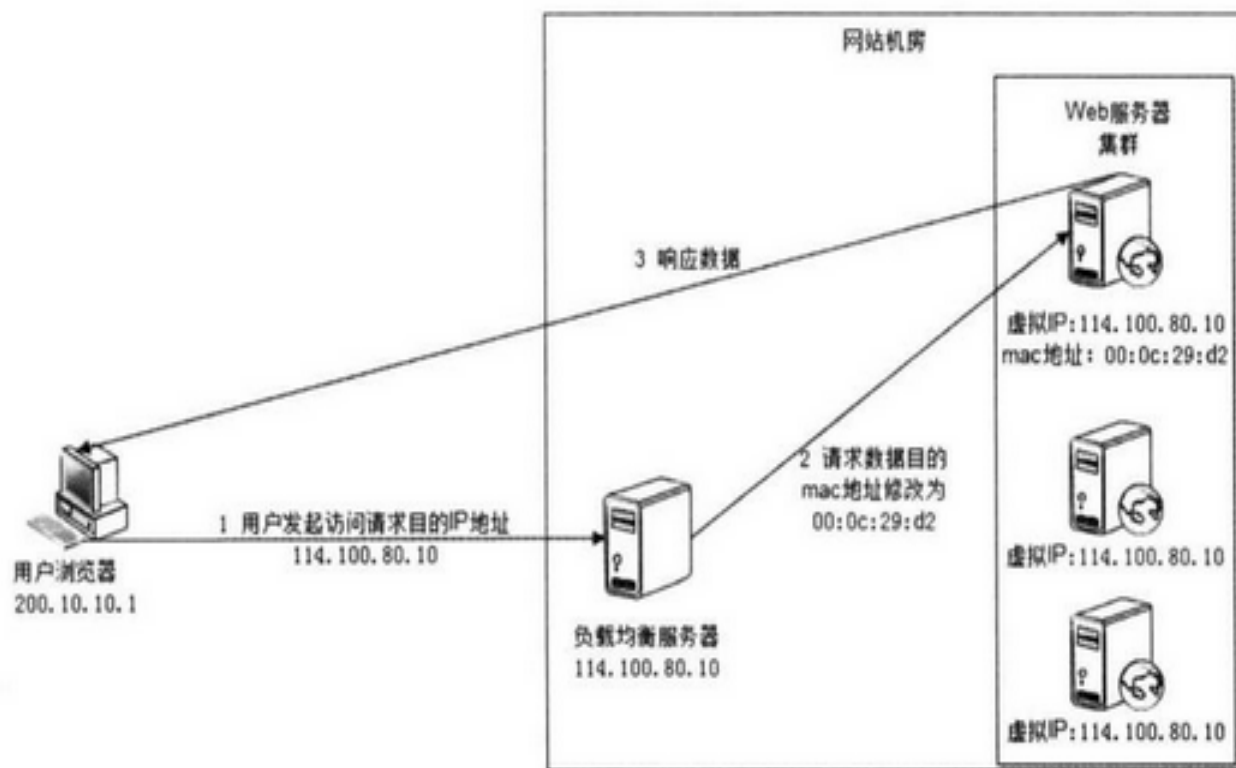 网站机房
Web服务器
集群
3 响应数据
虚拟IP:114.100.80.10
mac地址: 00:0c:29:d2
2 请求数据目的
mac地址修改为
00:0c:29:d2
1 用户发起访问请求目的IP地址
114.100.80.10
用户浏览器
200.10.10.1
负载均衡服务器
114.100.80.10
虚拟IP:114.100.80.10
虚拟IP:114.100.80.10